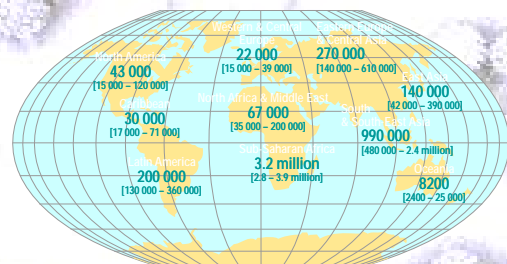 Western & Central
Europe
22 000
[15 000 – 39 000]
& Central Asia
270 000
[140 000 – 610 000]
North America
43 000
[15 000 – 120 000]
East Asia
140 000
[42 000 – 390 000]
Caribbean
30 000
[17 000 – 71 000]
North Africa & Middle East
67 000
[35 000 – 200 000]
South
& South-East Asia
990 000
[480 000 – 2.4 million]
Sub-Saharan Africa
3.2 million
[2.8 – 3.9 million]
Latin America
200 000
[130 000 – 360 000]
Oceania
8200
[2400 – 25 000]